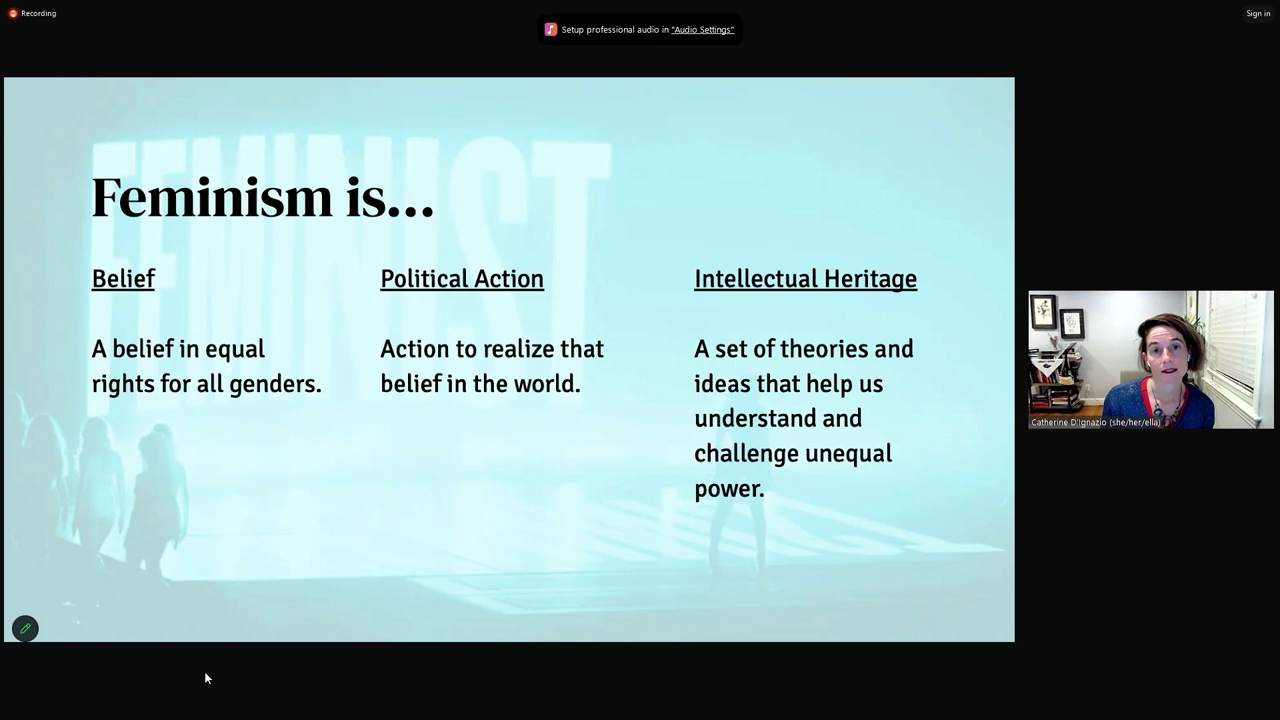 Recording
Setup professional audio in "Audio Settings"
Sign in
FEMINIST
Feminism is...
Belief
A belief in equal
rights for all genders.
Political Action
Action to realize that
belief in the world.
Intellectual Heritage
A set of theories and
ideas that help us
understand and
challenge unequal
power.
Catherine D'Ignazio (she/her/ella)